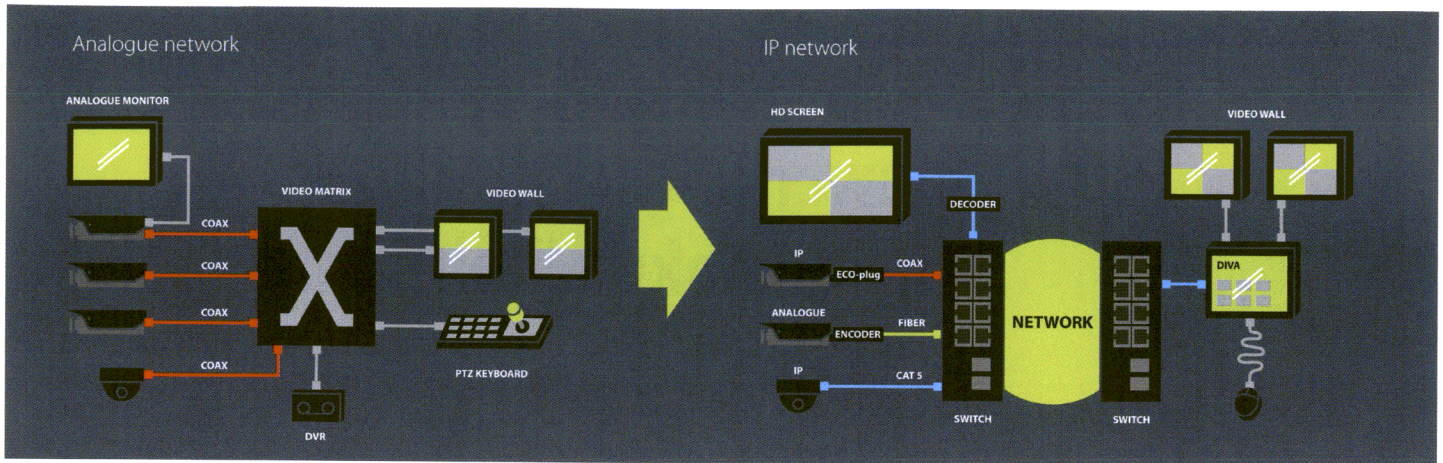 Analogue network
ANALOGUE MONITOR
COAX
COAX
COAX
COAX
VIDEO MATRIX
VIDEO WALL
PTZ KEYBOARD
DVR
IP network
HD SCREEN
DECODER
IP
ECO-plug
COAX
ANALOGUE
ENCODER
FIBER
IP
CAT 5
SWITCH
NETWORK
SWITCH
VIDEO WALL
DIVA